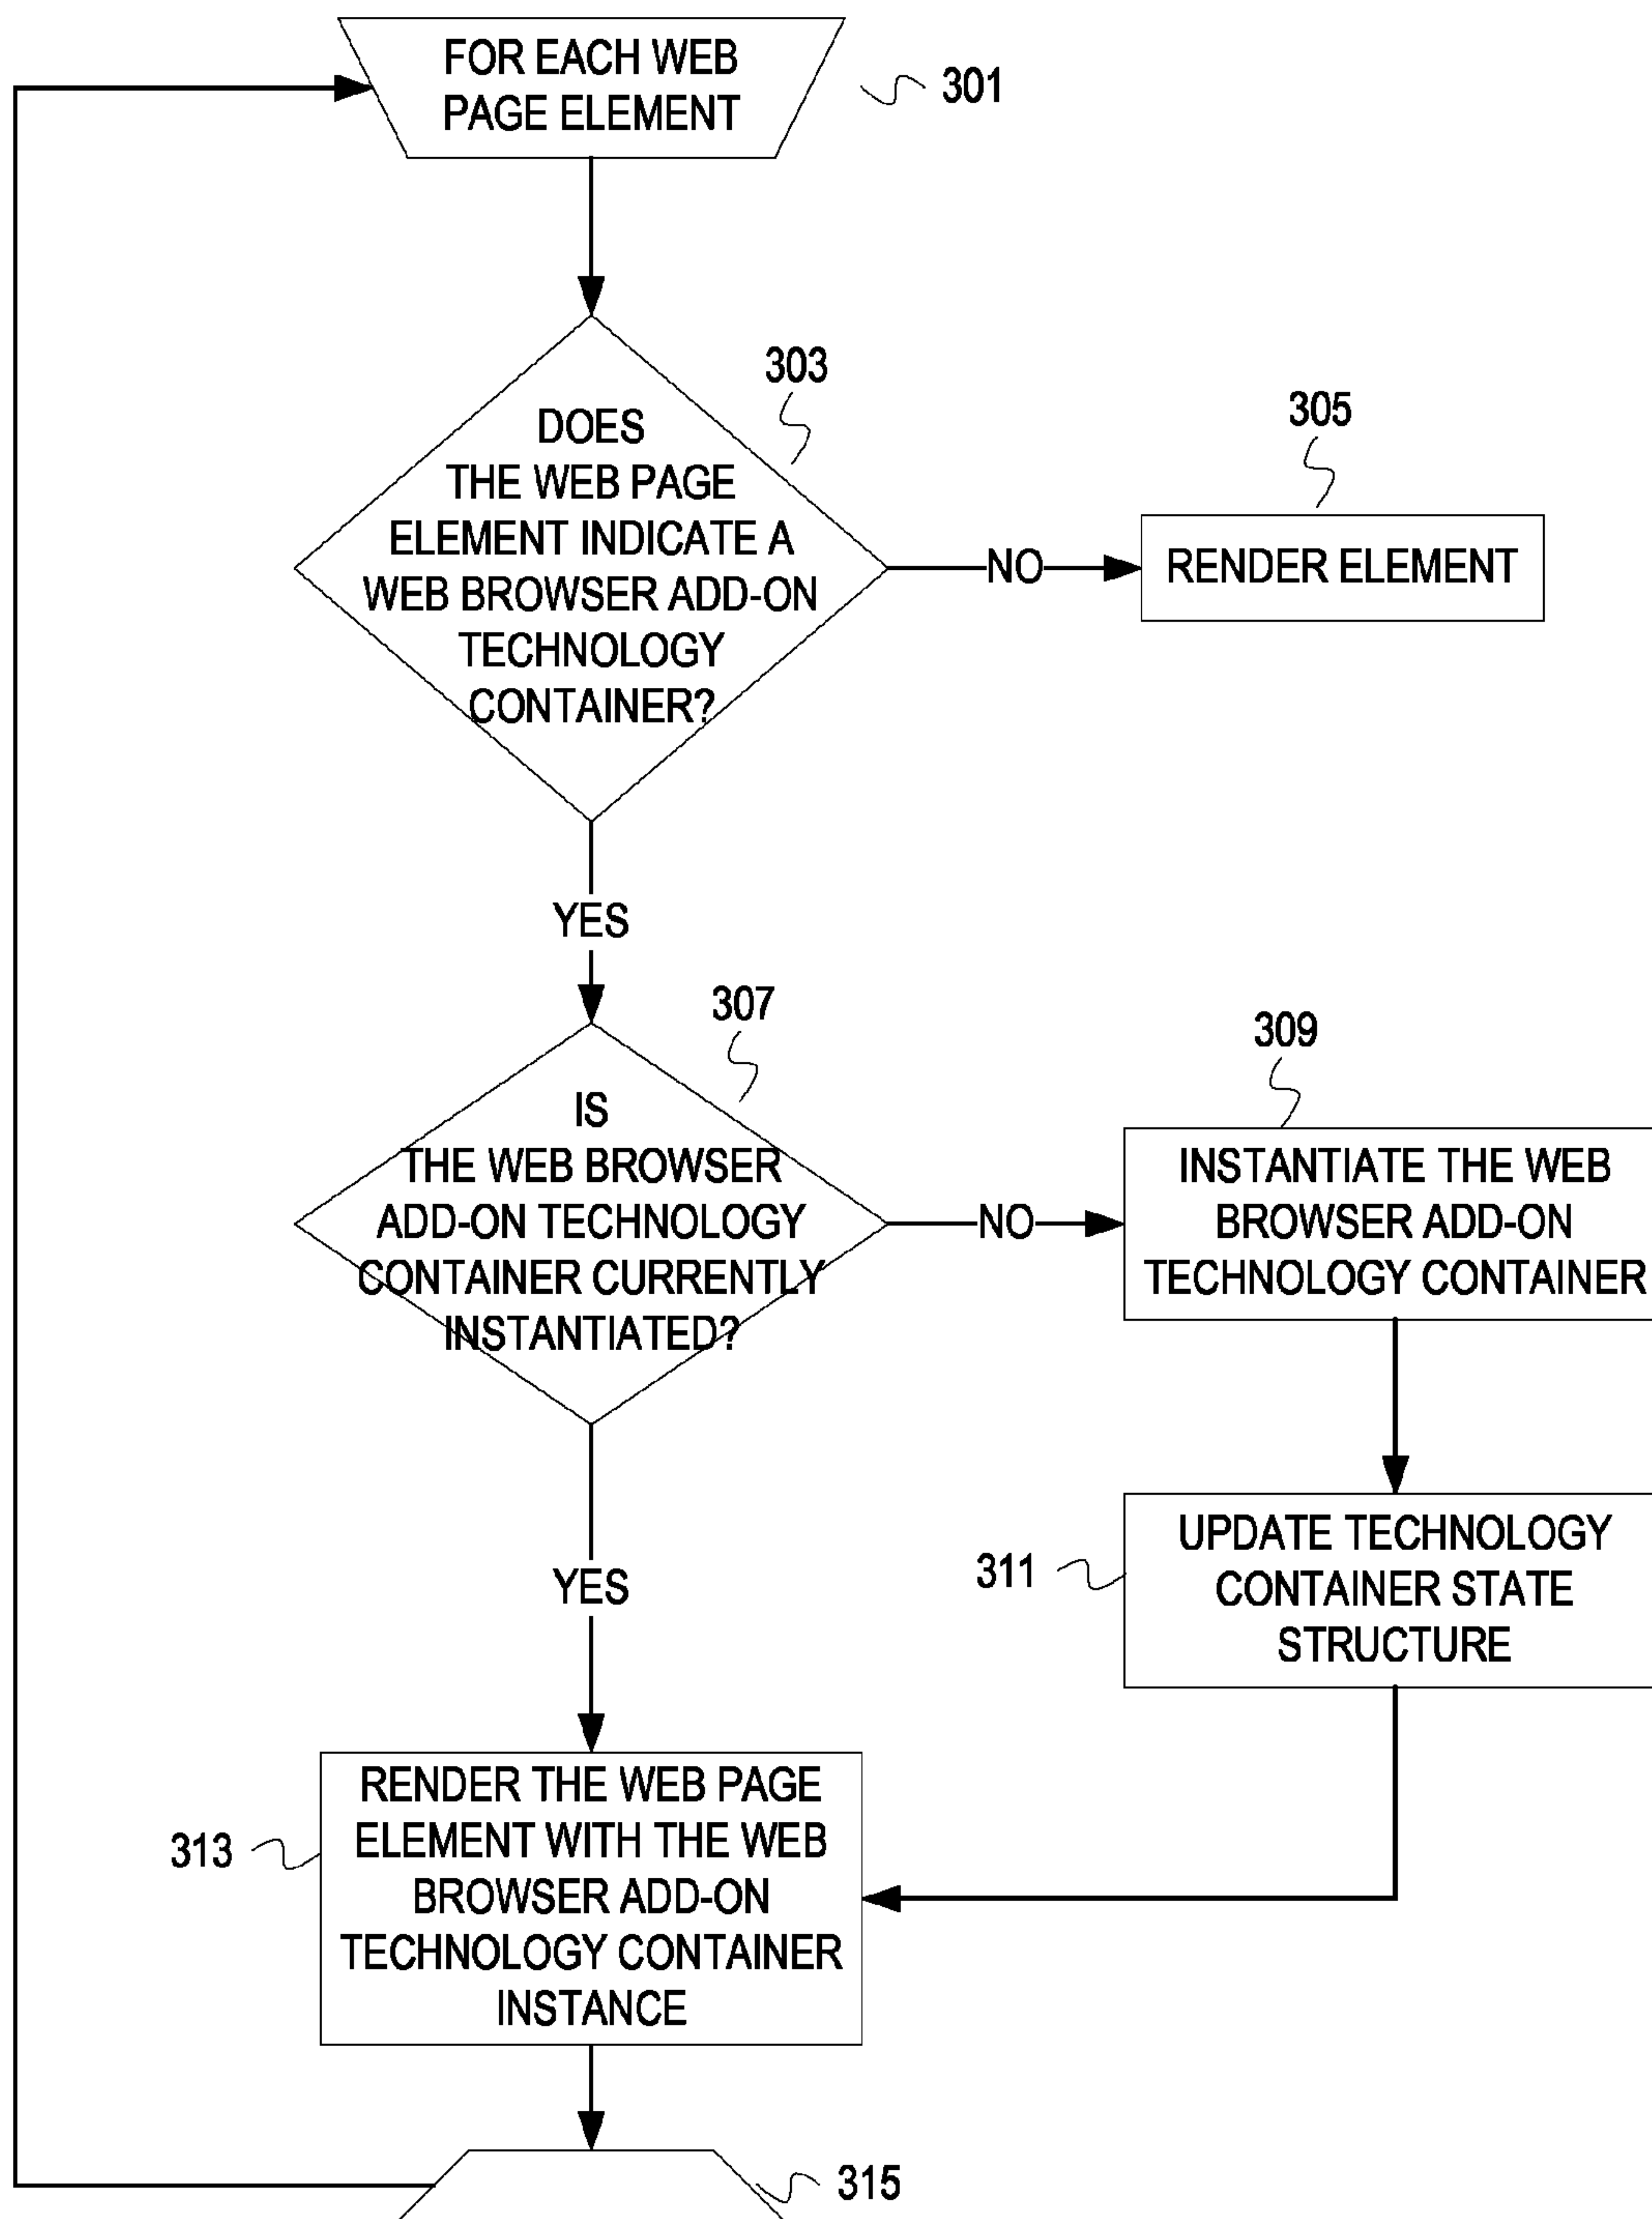 FOR EACH WEB
PAGE ELEMENT
301
303
DOES
THE WEB PAGE
ELEMENT INDICATE A
WEB BROWSER ADD-ON
TECHNOLOGY
CONTAINER?
NO
305
RENDER ELEMENT
YES
307
IS
THE WEB BROWSER
ADD-ON TECHNOLOGY
CONTAINER CURRENTLY
INSTANTIATED?
NO
309
INSTANTIATE THE WEB
BROWSER ADD-ON
TECHNOLOGY CONTAINER
311
UPDATE TECHNOLOGY
CONTAINER STATE
STRUCTURE
YES
313
RENDER THE WEB PAGE
ELEMENT WITH THE WEB
BROWSER ADD-ON
TECHNOLOGY CONTAINER
INSTANCE
315